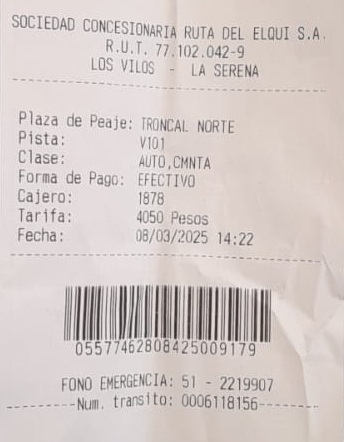 SOCIEDAD CONCESIONARIA RUTA DEL ELQUI S.A.
R.U.T. 77.102.042-9
LOS VILOS - LA SERENA
Plaza de Peaje: TRONCAL NORTE
Pista: V101
Clase: AUTO,CMNTA
Forma de Pago: EFECTIVO
Cajero: 1878
Tarifa: 4050 Pesos
Fecha: 08/03/2025 14:22
05577462808425009179
FONO EMERGENCIA: 51 - 2219907
Num. transito: 0006118156